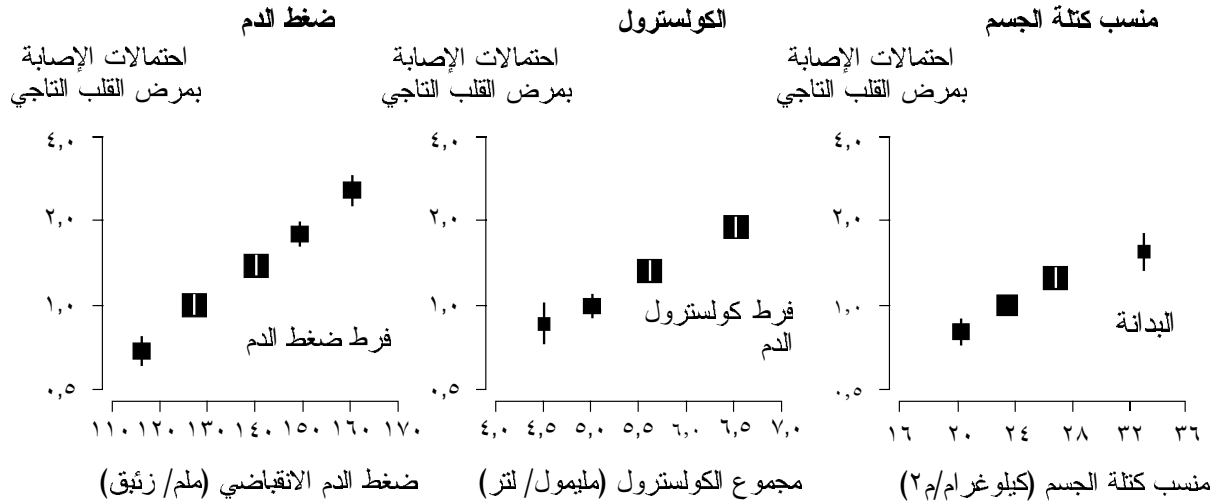 ضغط الدم
احتمالات الإصابة
بمرض القلب التاجي
٤,٠
٢,٠
١,٠
٠,٥
فرط ضغط الدم
١١٠ ١٢٠ ١٣٠ ١٤٠ ١٥٠ ١٦٠ ١٧٠
ضغط الدم الانقباضي (ملم/ زئبق)
الكولسترول
احتمالات الإصابة
بمرض القلب التاجي
٤,٠
٢,٠
١,٠
٠,٥
فرط كولسترول
الدم
٤,٠ ٤,٥ ٥,٠ ٥,٥ ٦,٠ ٦,٥ ٧,٠
مجموع الكولسترول (مليمول/ لتر)
منسب كتلة الجسم
احتمالات الإصابة
بمرض القلب التاجي
٤,٠
٢,٠
١,٠
٠,٥
البدانة
١٦ ٢٠ ٢٤ ٢٨ ٣٢ ٣٦
منسب كتلة الجسم (كيلوغرام/م٢)